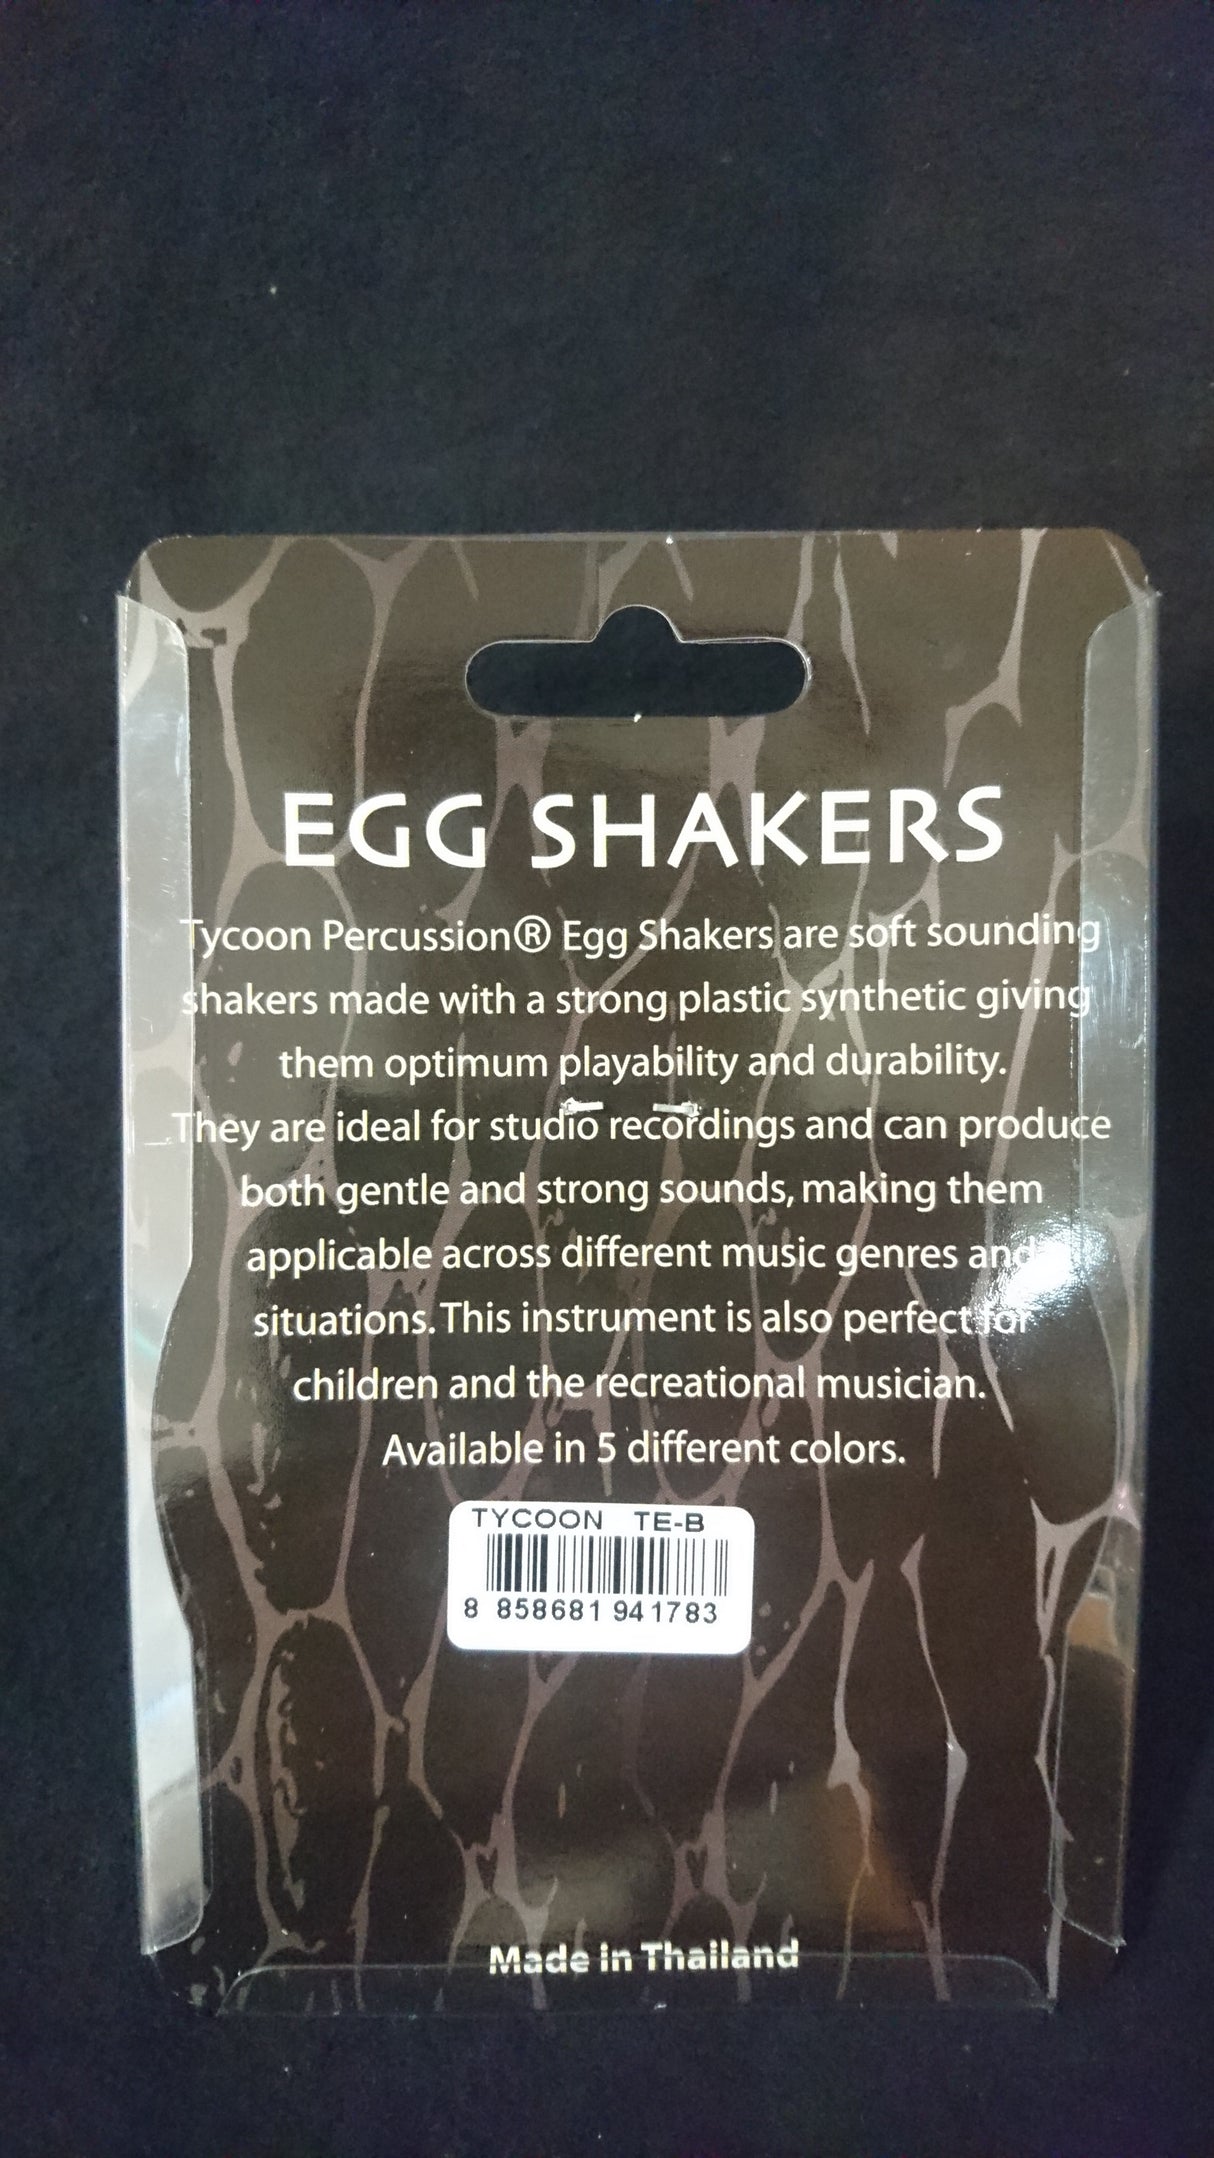 EGG SHAKERS
Tycoon Percussion® Egg Shakers are soft sounding
shakers made with a strong plastic synthetic giving
them optimum playability and durability.
They are ideal for studio recordings and can produce
both gentle and strong sounds, making them
applicable across different music genres and
situations. This instrument is also perfect for
children and the recreational musician.
Available in 5 different colors.
TYCOON TE-B
8 858681 941783
Made in Thailand